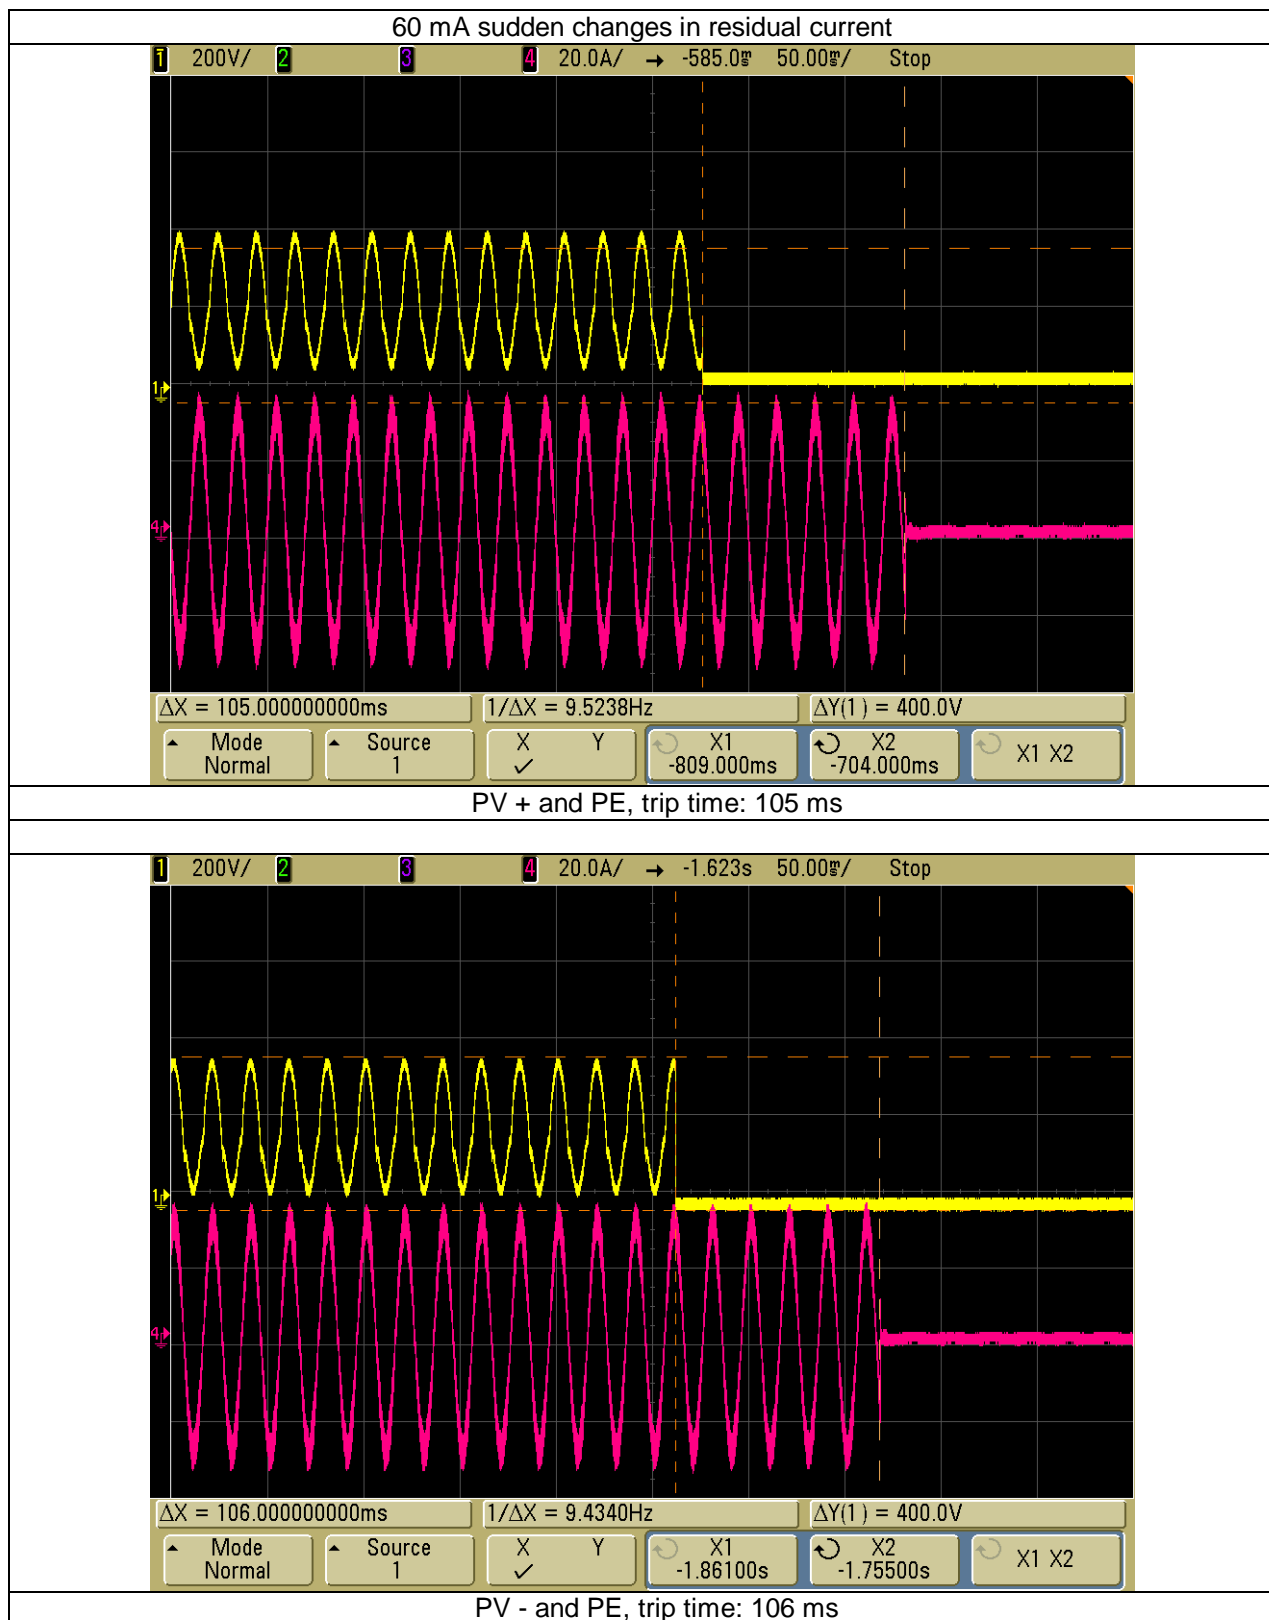 60 mA sudden changes in residual current
1 200V/ 2 3 4 20.0A/ → -585.0ms 50.00ms/ Stop
1
4
ΔX = 105.000000000ms 1/ΔX = 9.5238Hz ΔY(1) = 400.0V
Mode Source X Y X1 X2 X1 X2
Normal 1 ✓ -809.000ms -704.000ms
PV + and PE, trip time: 105 ms
1 200V/ 2 3 4 20.0A/ → -1.623s 50.00ms/ Stop
1
4
ΔX = 106.000000000ms 1/ΔX = 9.4340Hz ΔY(1) = 400.0V
Mode Source X Y X1 X2 X1 X2
Normal 1 ✓ -1.86100s -1.75500s
PV - and PE, trip time: 106 ms